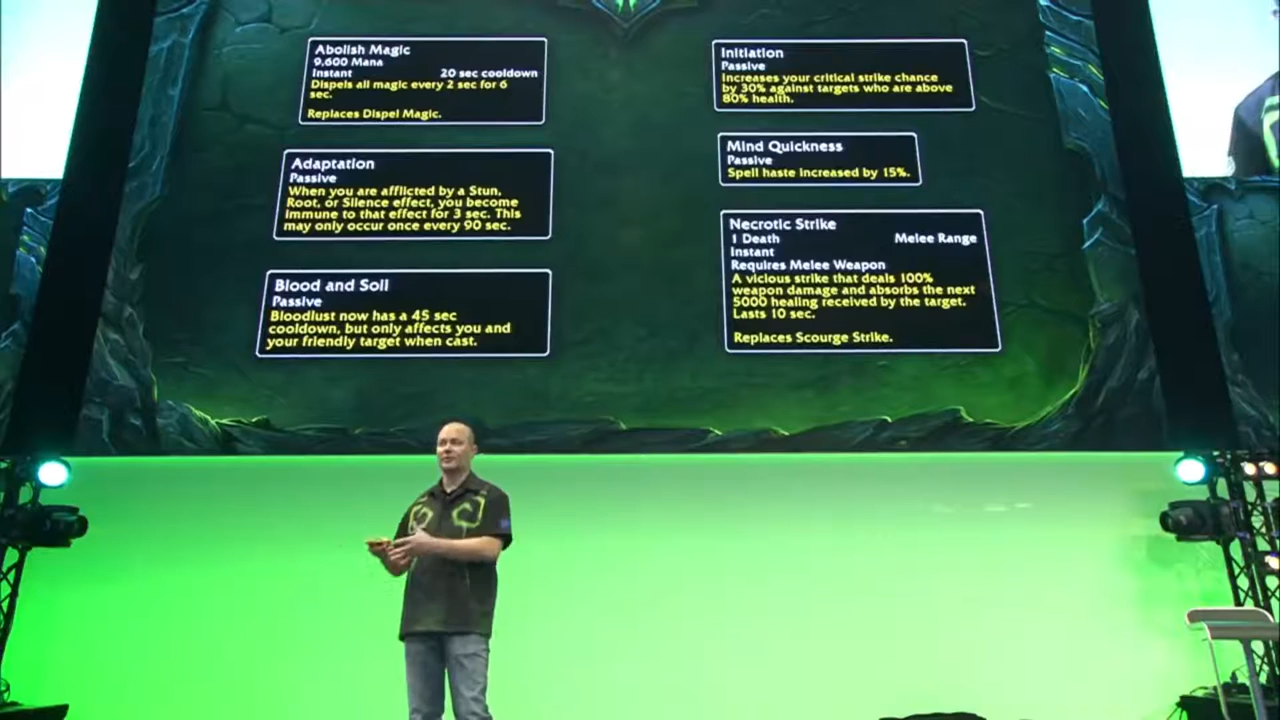 Abolish Magic
9,600 Mana
Instant 20 sec cooldown
Dispels all magic every 2 sec for 6
sec.
Replaces Dispel Magic.
Adaptation
Passive
When you are afflicted by a Stun,
Root, or Silence effect, you become
immune to that effect for 3 sec. This
may only occur once every 90 sec.
Blood and Soil
Passive
Bloodlust now has a 45 sec
cooldown, but only affects you and
your friendly target when cast.
Initiation
Passive
Increases your critical strike chance
by 30% against targets who are above
80% health.
Mind Quickness
Passive
Spell haste increased by 15%.
Necrotic Strike
1 Death Melee Range
Instant
Requires Melee Weapon
A vicious strike that deals 100%
weapon damage and absorbs the next
5000 healing received by the target.
Lasts 10 sec.
Replaces Scourge Strike.